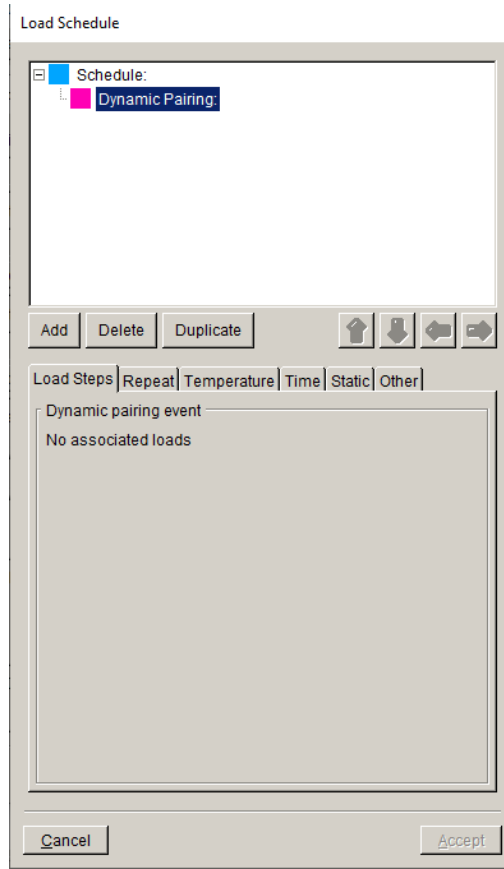 Load Schedule
Schedule:
Dynamic Pairing:
Add Delete Duplicate
Load Steps Repeat Temperature Time Static Other
Dynamic pairing event
No associated loads
Cancel Accept